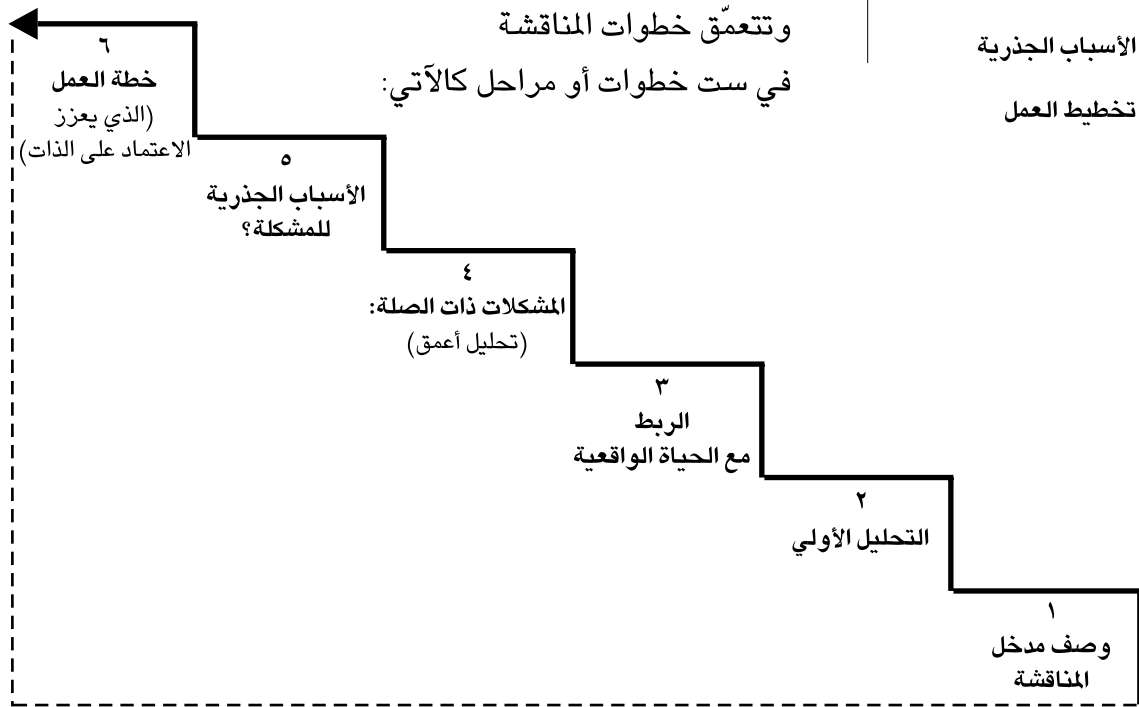 الأسباب الجذرية
تخطيط العمل
وتتعمّق خطوات المناقشة
في ست خطوات أو مراحل كالآتي:
١
وصف مدخل
المناقشة
٢
التحليل الأولي
٣
الربط
مع الحياة الواقعية
٤
المشكلات ذات الصلة:
(تحليل أعمق)
٥
الأسباب الجذرية
للمشكلة؟
٦
خطة العمل
(الذي يعزز
الاعتماد على الذات)